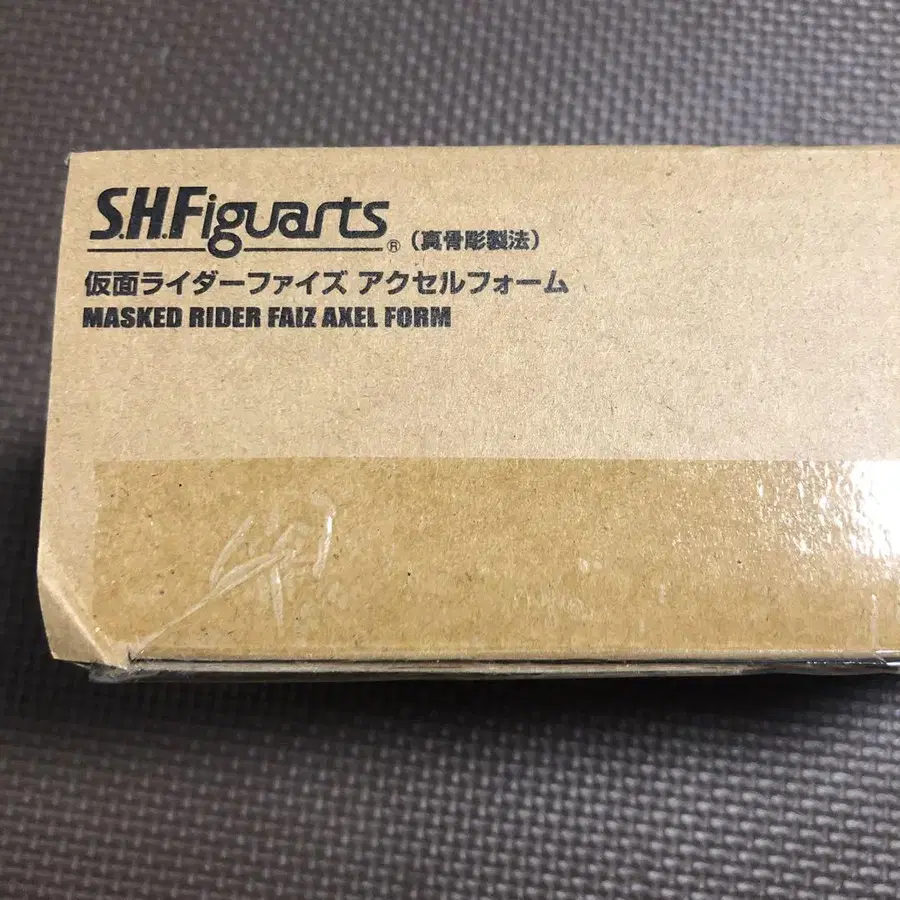 S.H.Figuarts® （真骨彫製法）
仮面ライダーファイズ アクセルフォーム
MASKED RIDER FAIZ AXEL FORM